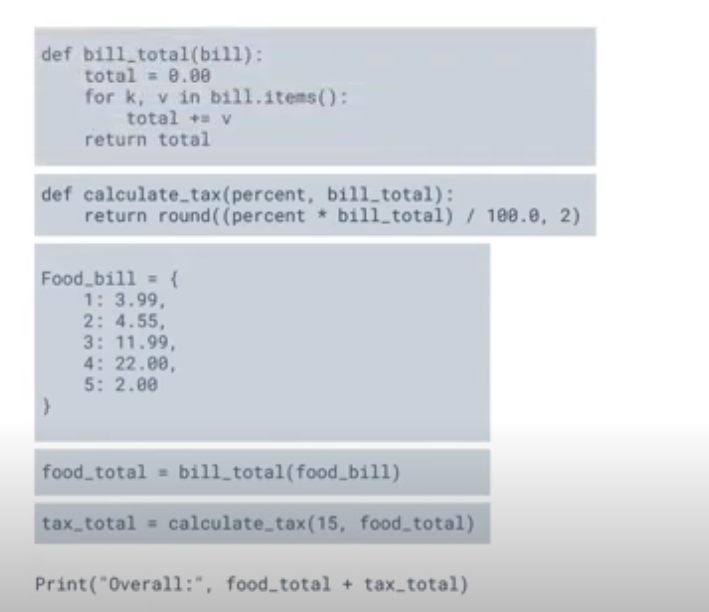 def bill_total(bill):
    total = 0.00
    for k, v in bill.items():
        total += v
    return total
def calculate_tax(percent, bill_total):
    return round((percent * bill_total) / 100.0, 2)
Food_bill = {
    1: 3.99,
    2: 4.55,
    3: 11.99,
    4: 22.00,
    5: 2.00
}
food_total = bill_total(food_bill)
tax_total = calculate_tax(15, food_total)
Print("Overall:", food_total + tax_total)